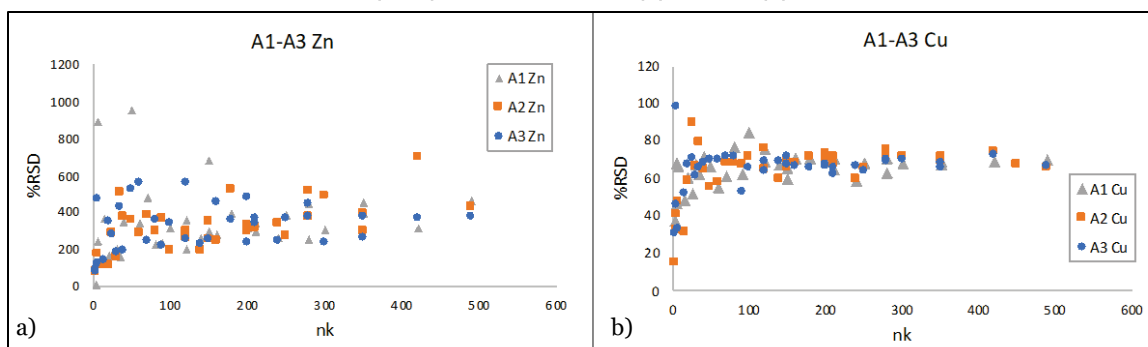 A1-A3 Zn
1200
1000
800
600
400
200
0
%RSD
0 100 200 300 400 500 600
nk
A1 Zn
A2 Zn
A3 Zn
a)
A1-A3 Cu
120
100
80
60
40
20
0
%RSD
0 100 200 300 400 500 600
nk
A1 Cu
A2 Cu
A3 Cu
b)